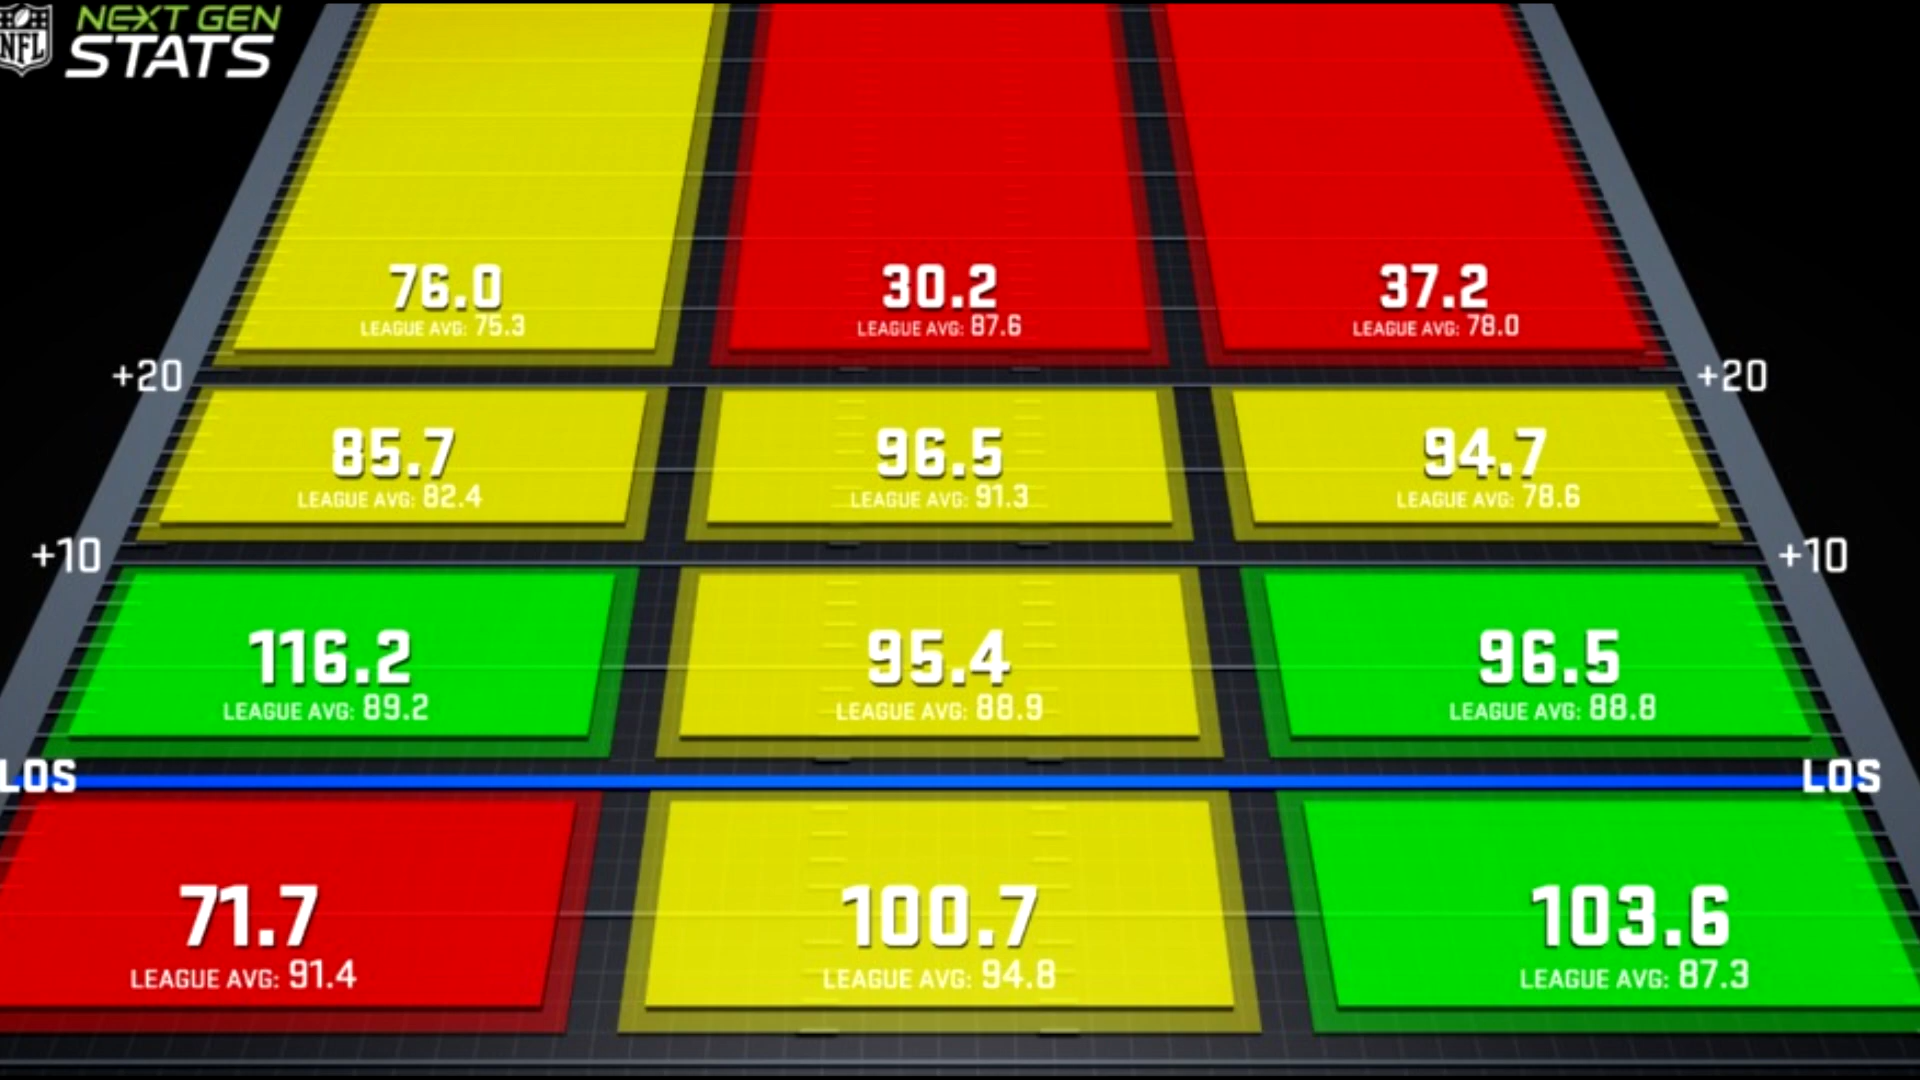 NFL
NEXT GEN
STATS
76.0
LEAGUE AVG: 75.3
30.2
LEAGUE AVG: 87.6
37.2
LEAGUE AVG: 78.0
+20
+20
85.7
LEAGUE AVG: 82.4
96.5
LEAGUE AVG: 91.3
94.7
LEAGUE AVG: 78.6
+10
+10
116.2
LEAGUE AVG: 89.2
95.4
LEAGUE AVG: 88.9
96.5
LEAGUE AVG: 88.8
LOS
LOS
71.7
LEAGUE AVG: 91.4
100.7
LEAGUE AVG: 94.8
103.6
LEAGUE AVG: 87.3